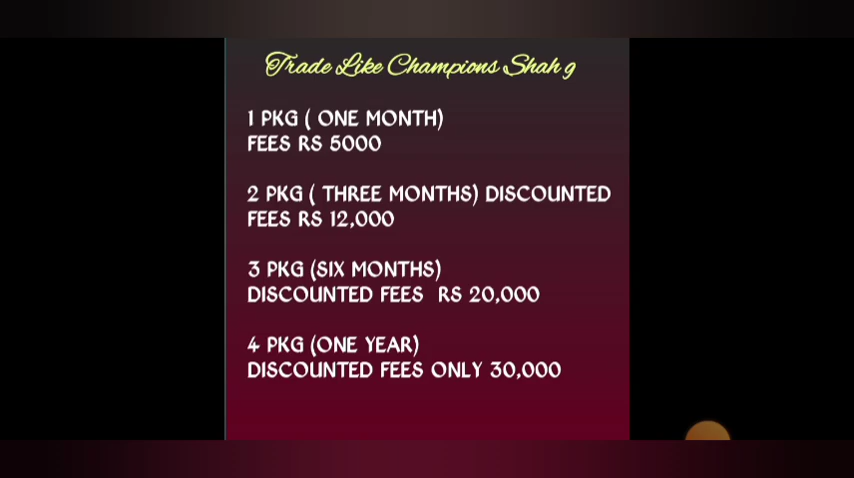 Trade Like Champions Shah g
1 PKG ( ONE MONTH)
FEES RS 5000
2 PKG ( THREE MONTHS) DISCOUNTED
FEES RS 12,000
3 PKG (SIX MONTHS)
DISCOUNTED FEES RS 20,000
4 PKG (ONE YEAR)
DISCOUNTED FEES ONLY 30,000